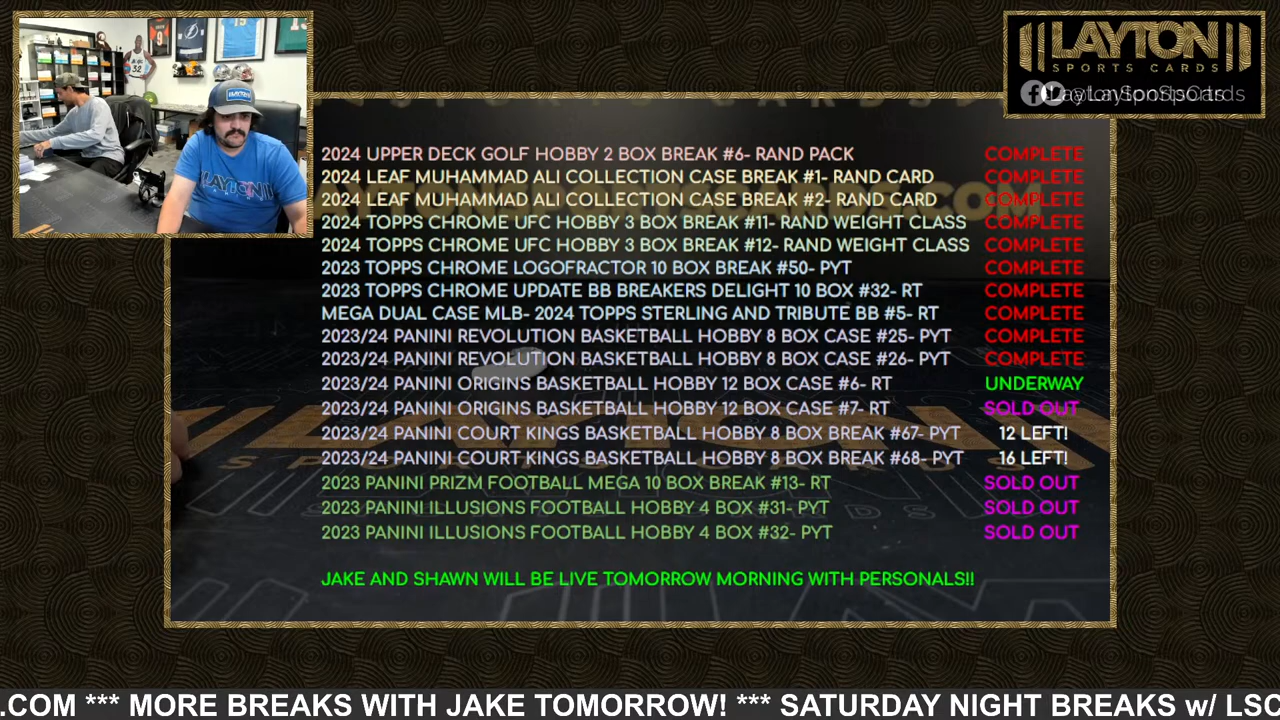 LAYTON
SPORTS CARDS
2024 UPPER DECK GOLF HOBBY 2 BOX BREAK #6- RAND PACK COMPLETE
2024 LEAF MUHAMMAD ALI COLLECTION CASE BREAK #1- RAND CARD COMPLETE
2024 LEAF MUHAMMAD ALI COLLECTION CASE BREAK #2- RAND CARD COMPLETE
2024 TOPPS CHROME UFC HOBBY 3 BOX BREAK #11- RAND WEIGHT CLASS COMPLETE
2024 TOPPS CHROME UFC HOBBY 3 BOX BREAK #12- RAND WEIGHT CLASS COMPLETE
2023 TOPPS CHROME LOGOFRACTOR 10 BOX BREAK #50- PYT COMPLETE
2023 TOPPS CHROME UPDATE BB BREAKERS DELIGHT 10 BOX #32- RT COMPLETE
MEGA DUAL CASE MLB- 2024 TOPPS STERLING AND TRIBUTE BB #5- RT COMPLETE
2023/24 PANINI REVOLUTION BASKETBALL HOBBY 8 BOX CASE #25- PYT COMPLETE
2023/24 PANINI REVOLUTION BASKETBALL HOBBY 8 BOX CASE #26- PYT COMPLETE
2023/24 PANINI ORIGINS BASKETBALL HOBBY 12 BOX CASE #6- RT UNDERWAY
2023/24 PANINI ORIGINS BASKETBALL HOBBY 12 BOX CASE #7- RT SOLD OUT
2023/24 PANINI COURT KINGS BASKETBALL HOBBY 8 BOX BREAK #67- PYT 12 LEFT!
2023/24 PANINI COURT KINGS BASKETBALL HOBBY 8 BOX BREAK #68- PYT 16 LEFT!
2023 PANINI PRIZM FOOTBALL MEGA 10 BOX BREAK #13- RT SOLD OUT
2023 PANINI ILLUSIONS FOOTBALL HOBBY 4 BOX #31- PYT SOLD OUT
2023 PANINI ILLUSIONS FOOTBALL HOBBY 4 BOX #32- PYT SOLD OUT
JAKE AND SHAWN WILL BE LIVE TOMORROW MORNING WITH PERSONALS!!
.COM *** MORE BREAKS WITH JAKE TOMORROW! *** SATURDAY NIGHT BREAKS w/ LSC